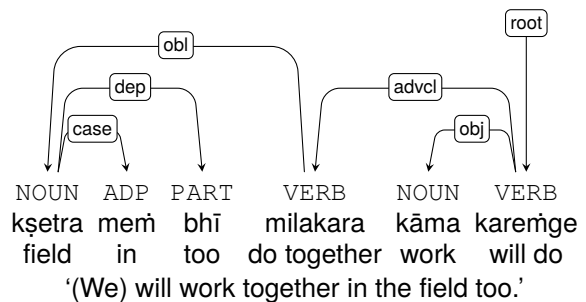 root
obl
dep
advcl
case
obj
NOUN ADP PART VERB NOUN VERB
kṣetra meṁ bhī milakara kāma kareṁge
field in too do together work will do
‘(We) will work together in the field too.’